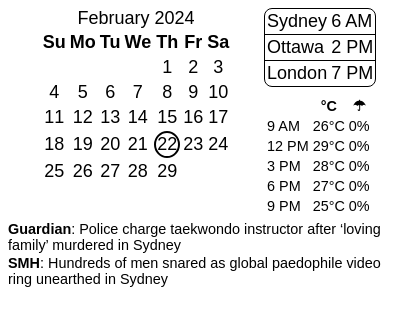 February 2024
Su Mo Tu We Th Fr Sa
1 2 3
4 5 6 7 8 9 10
11 12 13 14 15 16 17
18 19 20 21 22 23 24
25 26 27 28 29
Sydney 6 AM
Ottawa 2 PM
London 7 PM
°C ☂
9 AM 26°C 0%
12 PM 29°C 0%
3 PM 28°C 0%
6 PM 27°C 0%
9 PM 25°C 0%
Guardian: Police charge taekwondo instructor after ‘loving
family’ murdered in Sydney
SMH: Hundreds of men snared as global paedophile video
ring unearthed in Sydney